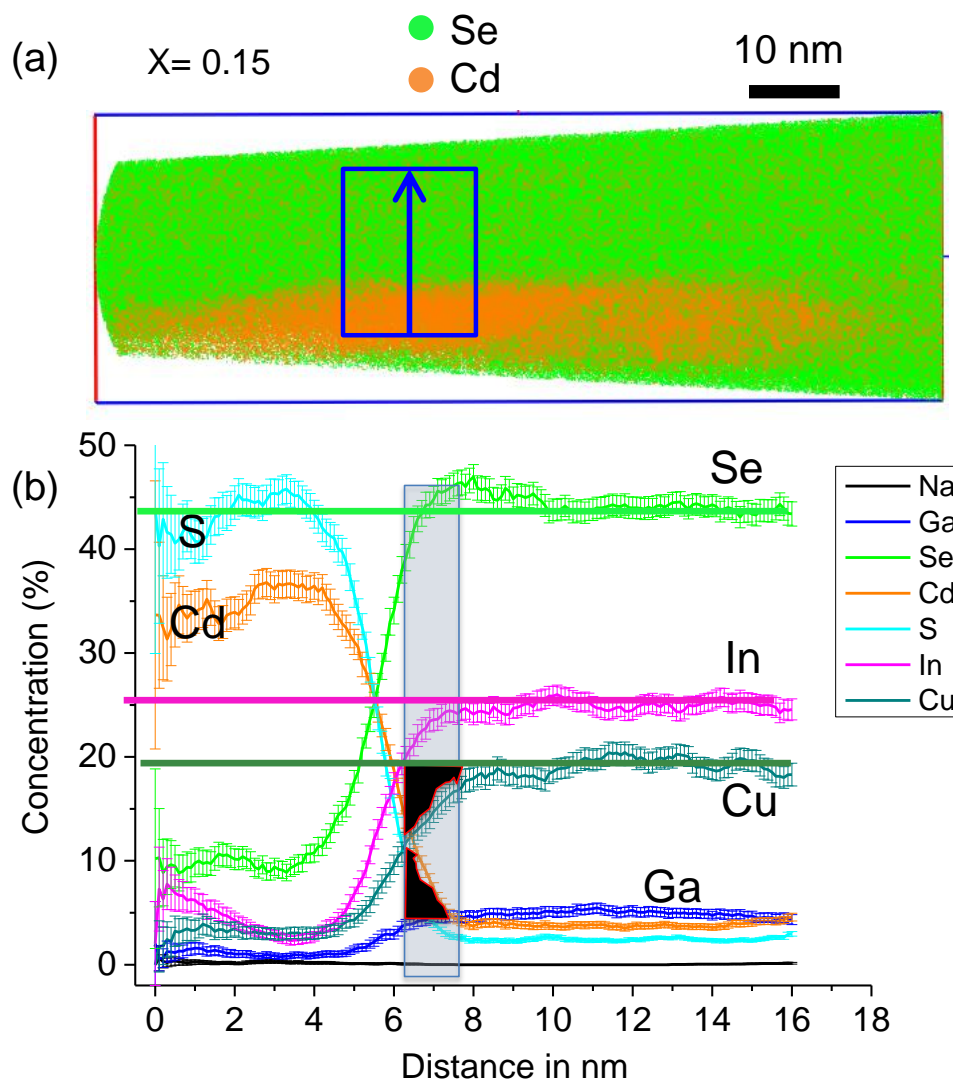 (a)
X= 0.15
Se
Cd
10 nm
(b)
50
40
30
20
10
0
Concentration (%)
0 2 4 6 8 10 12 14 16 18
Distance in nm
S
Cd
Se
In
Cu
Ga
Na
Ga
Se
Cd
S
In
Cu